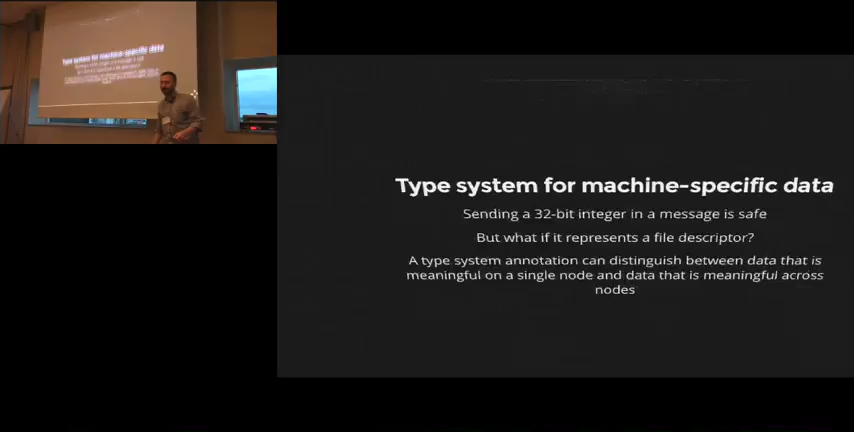 Type system for machine-specific data
Sending a 32-bit integer in a message is safe
But what if it represents a file descriptor?
A type system annotation can distinguish between data that is
meaningful on a single node and data that is meaningful across
nodes